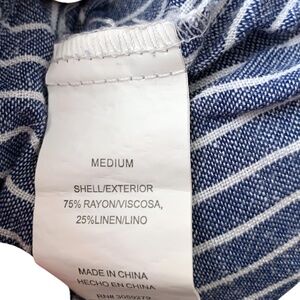 MEDIUM
SHELL/EXTERIOR
75% RAYON/VISCOSA,
25%LINEN/LINO
MADE IN CHINA
HECHO EN CHINA